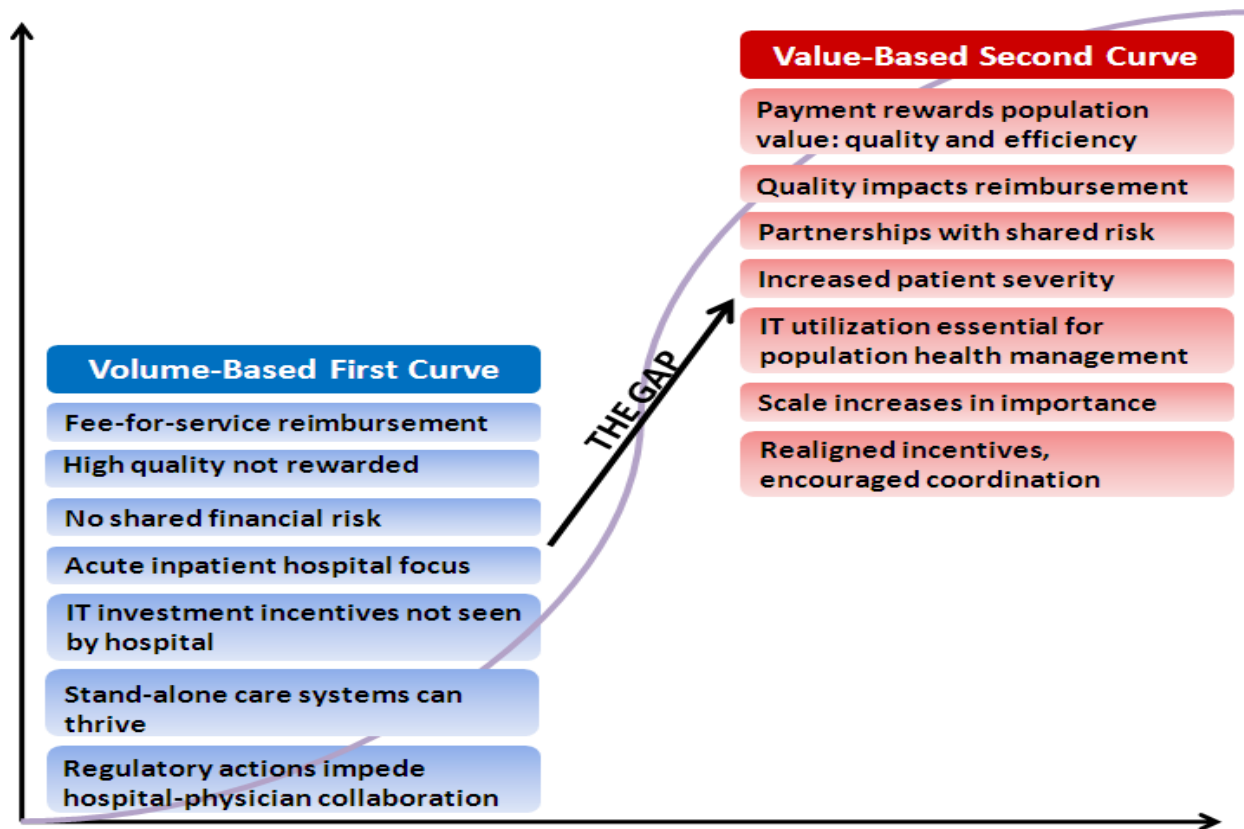 Value-Based Second Curve
Payment rewards population
value: quality and efficiency
Quality impacts reimbursement
Partnerships with shared risk
Increased patient severity
IT utilization essential for
population health management
Scale increases in importance
Realigned incentives,
encouraged coordination
THE GAP
Volume-Based First Curve
Fee-for-service reimbursement
High quality not rewarded
No shared financial risk
Acute inpatient hospital focus
IT investment incentives not seen
by hospital
Stand-alone care systems can
thrive
Regulatory actions impede
hospital-physician collaboration